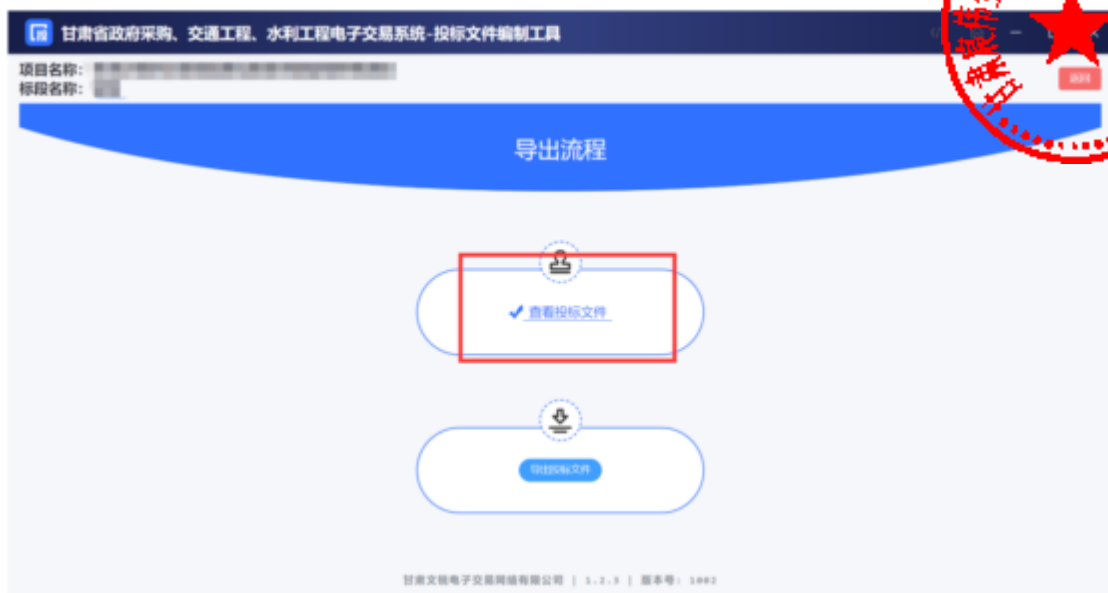 甘肃省政府采购、交通工程、水利工程电子交易系统-投标文件编制工具
项目名称：
标段名称：
返回
导出流程
查看投标文件
导出投标文件
甘肃文锐电子交易网络有限公司 | 1.2.3 | 版本号：1002